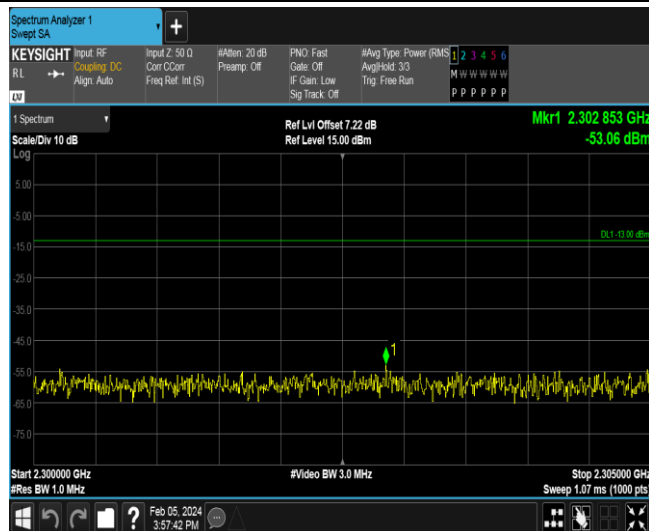 Spectrum Analyzer 1
Swept SA
+
KEYSIGHT
RL
LXI
Input: RF
Coupling: DC
Align: Auto
Input Z: 50 Ω
Corr CCorr
Freq Ref: Int (S)
#Atten: 20 dB
Preamp: Off
PNO: Fast
Gate: Off
IF Gain: Low
Sig Track: Off
#Avg Type: Power (RMS
Avg|Hold: 3/3
Trig: Free Run
1 2 3 4 5 6
M W W W W W
P P P P P P
1 Spectrum
Scale/Div 10 dB
Log
Ref Lvl Offset 7.22 dB
Ref Level 15.00 dBm
Mkr1 2.302 853 GHz
-53.06 dBm
5.00
-5.00
DL1 -13.00 dBm
-15.0
-25.0
-35.0
-45.0
1
-55.0
-65.0
-75.0
Start 2.300000 GHz
#Res BW 1.0 MHz
#Video BW 3.0 MHz
Stop 2.305000 GHz
Sweep 1.07 ms (1000 pts)
?
Feb 05, 2024
3:57:42 PM